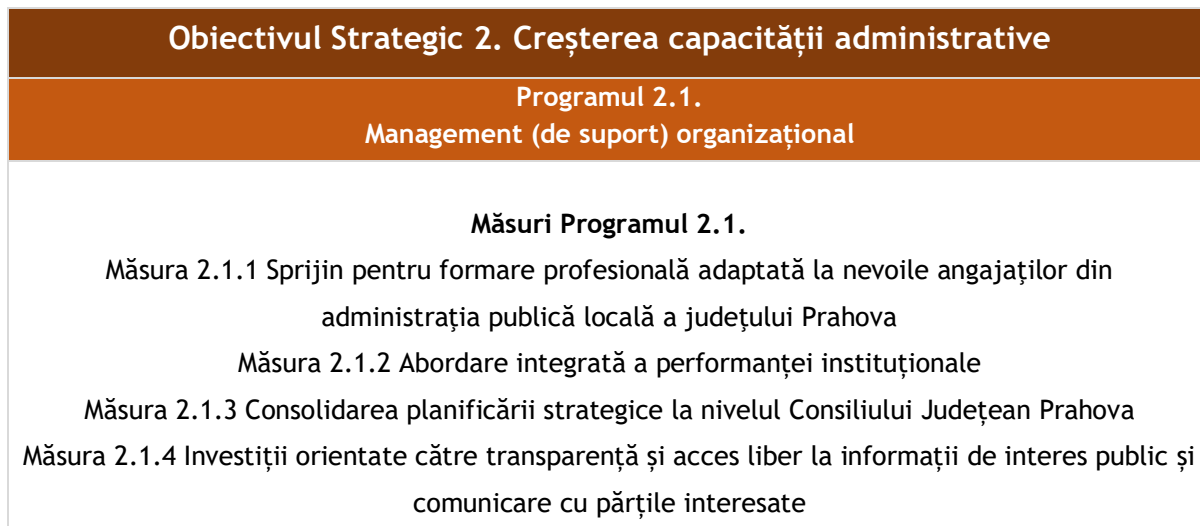 Obiectivul Strategic 2. Creșterea capacității administrative
Programul 2.1.
Management (de suport) organizațional
Măsuri Programul 2.1.
Măsura 2.1.1 Sprijin pentru formare profesională adaptată la nevoile angajaţilor din
administraţia publică locală a judeţului Prahova
Măsura 2.1.2 Abordare integrată a performanței instituționale
Măsura 2.1.3 Consolidarea planificării strategice la nivelul Consiliului Județean Prahova
Măsura 2.1.4 Investiții orientate către transparență și acces liber la informații de interes public și
comunicare cu părțile interesate